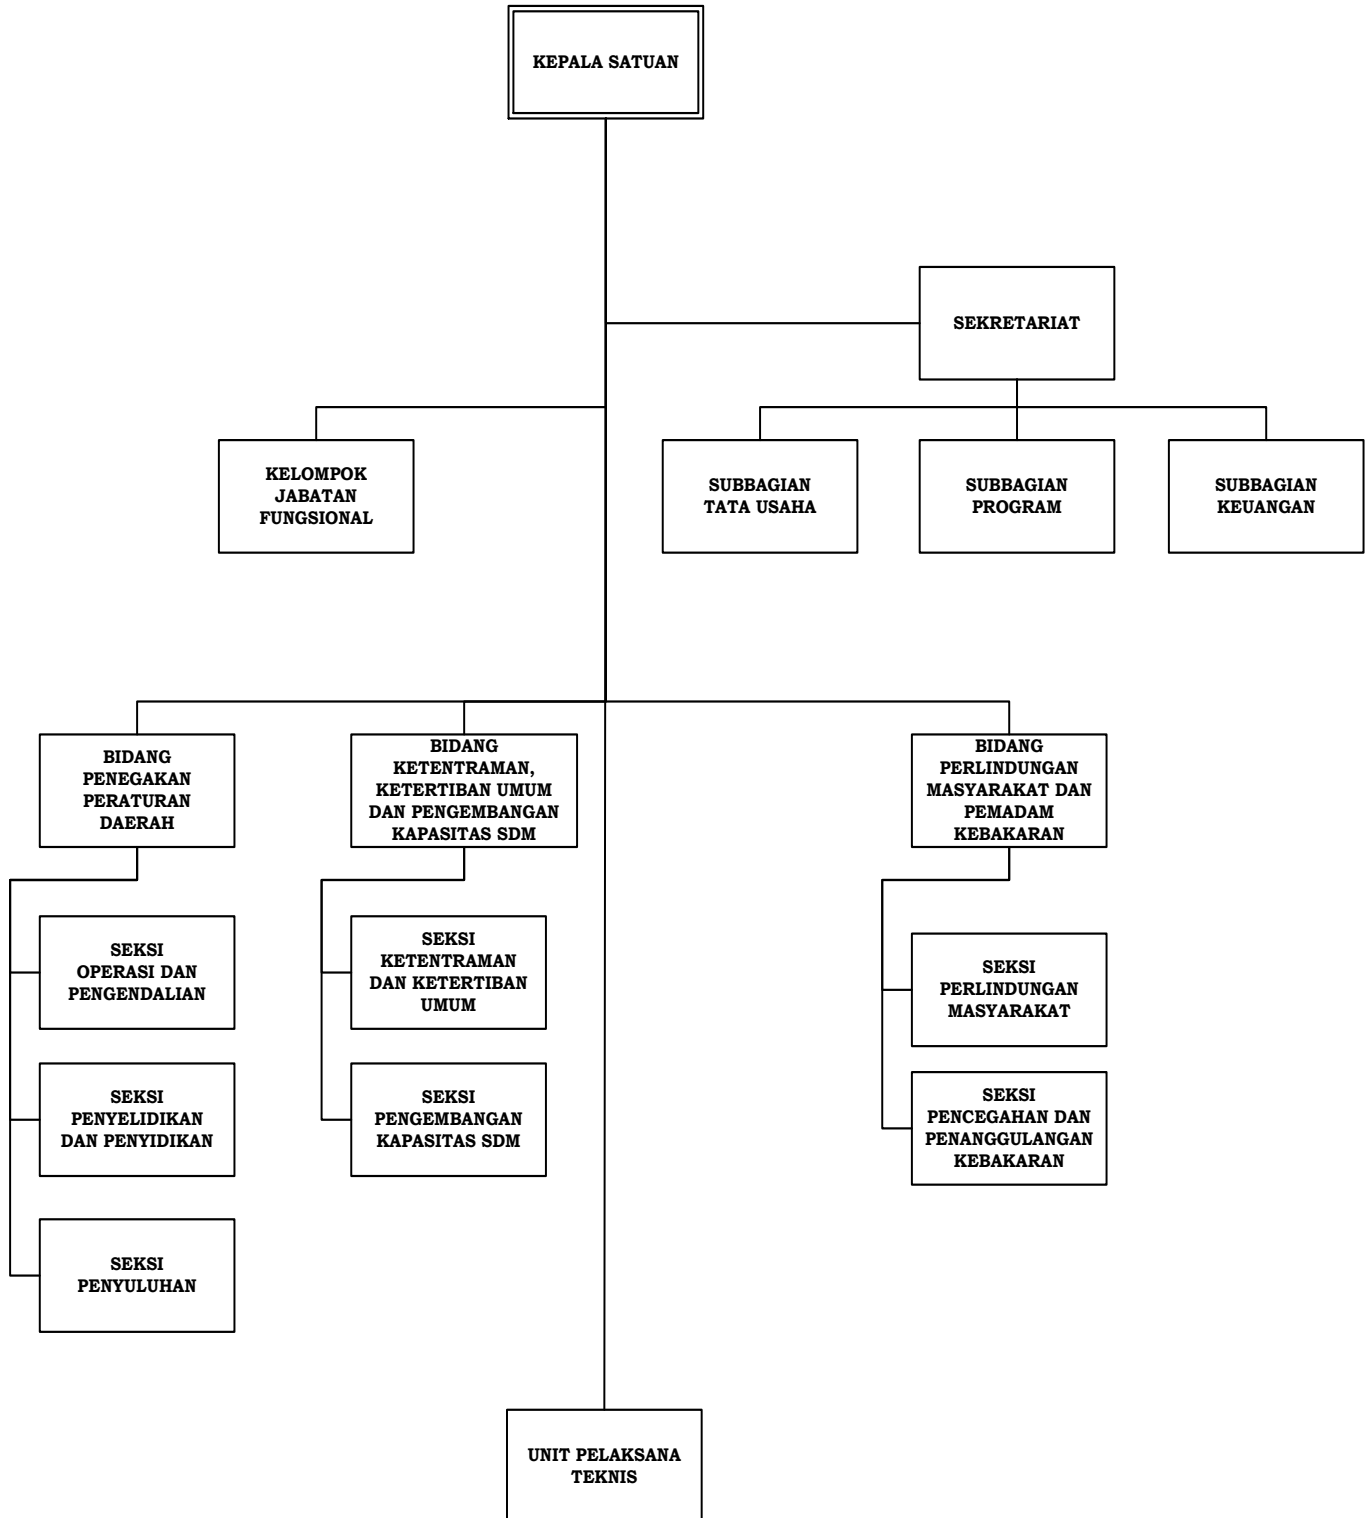 KEPALA SATUAN
SEKRETARIAT
KELOMPOK
JABATAN
FUNGSIONAL
SUBBAGIAN
TATA USAHA
SUBBAGIAN
PROGRAM
SUBBAGIAN
KEUANGAN
BIDANG
PENEGAKAN
PERATURAN
DAERAH
BIDANG
KETENTRAMAN,
KETERTIBAN UMUM
DAN PENGEMBANGAN
KAPASITAS SDM
BIDANG
PERLINDUNGAN
MASYARAKAT DAN
PEMADAM
KEBAKARAN
SEKSI
OPERASI DAN
PENGENDALIAN
SEKSI
KETENTRAMAN
DAN KETERTIBAN
UMUM
SEKSI
PERLINDUNGAN
MASYARAKAT
SEKSI
PENYELIDIKAN
DAN PENYIDIKAN
SEKSI
PENGEMBANGAN
KAPASITAS SDM
SEKSI
PENCEGAHAN DAN
PENANGGULANGAN
KEBAKARAN
SEKSI
PENYULUHAN
UNIT PELAKSANA
TEKNIS